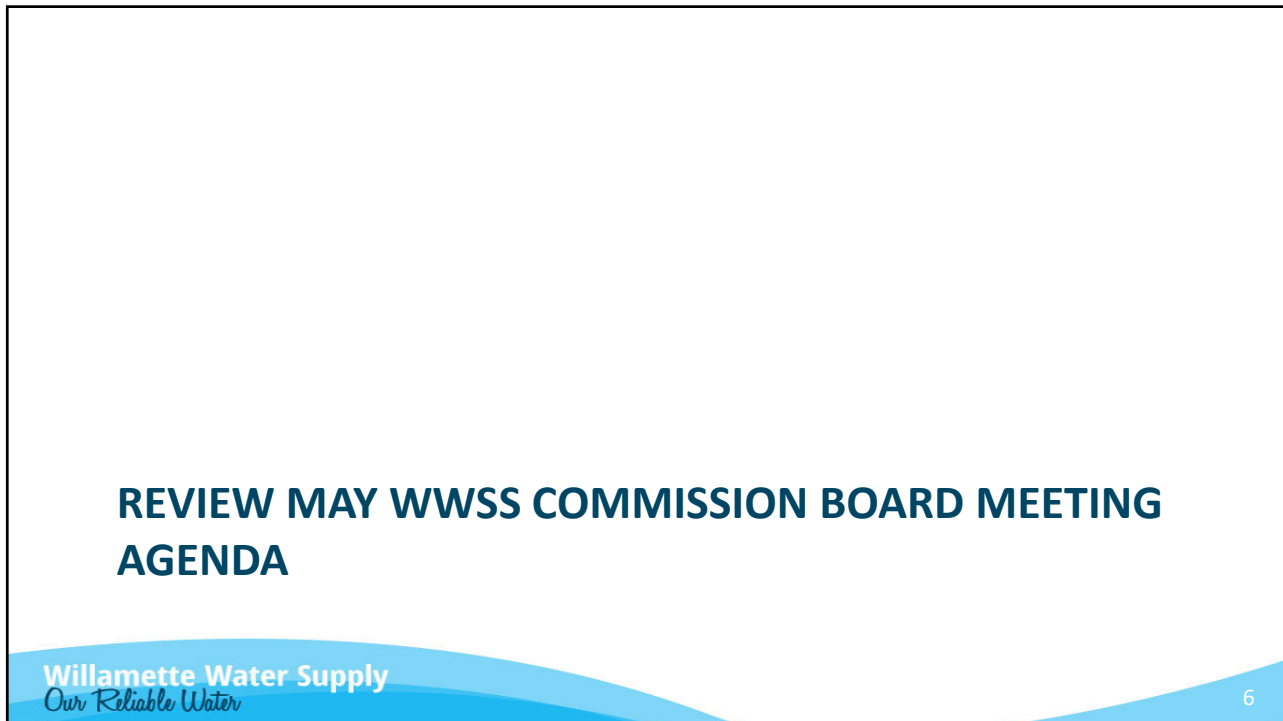 REVIEW MAY WWSS COMMISSION BOARD MEETING
AGENDA
Willamette Water Supply
Our Reliable Water
6